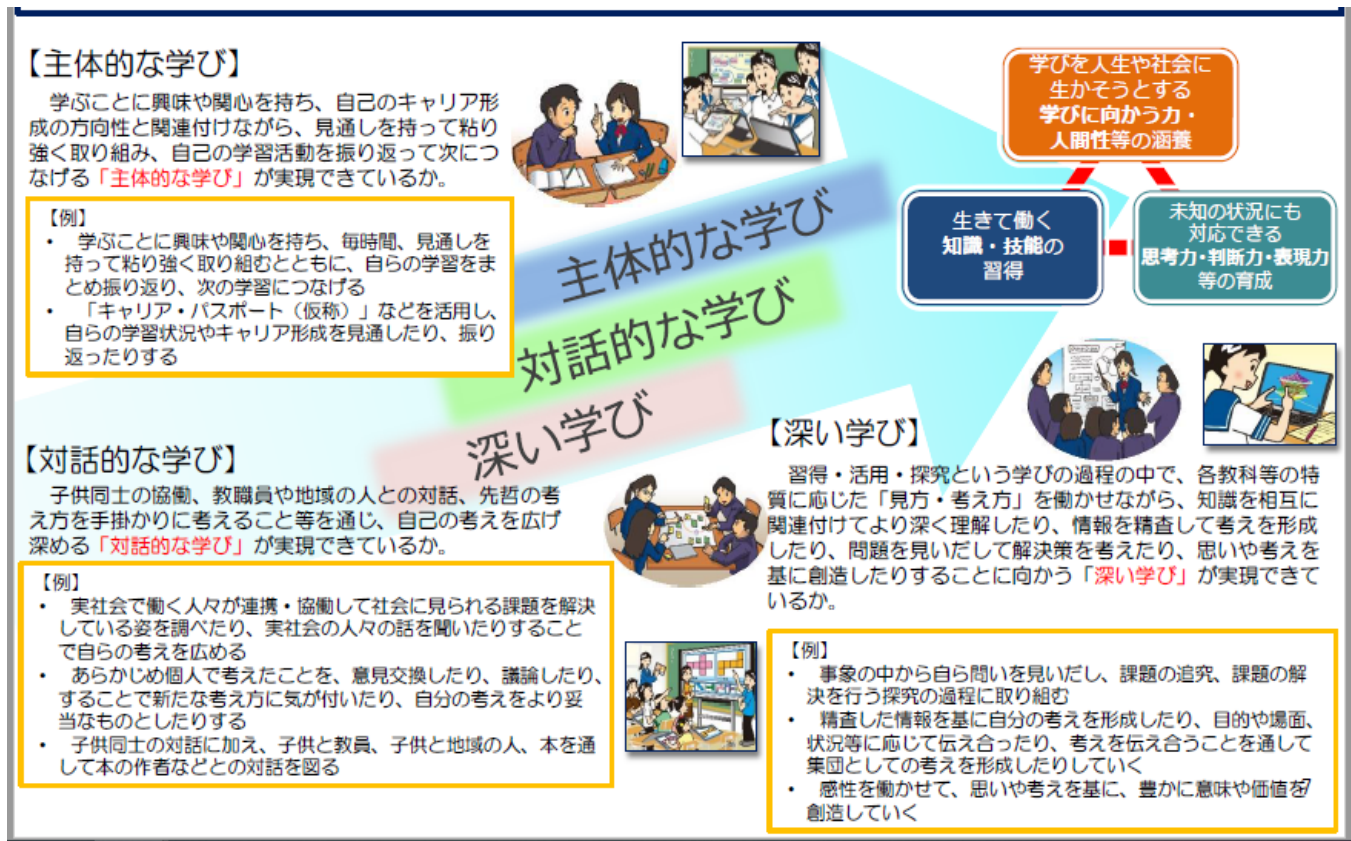 【主体的な学び】
学ぶことに興味や関心を持ち、自己のキャリア形
成の方向性と関連付けながら、見通しを持って粘り
強く取り組み、自己の学習活動を振り返って次につ
なげる「主体的な学び」が実現できているか。
【例】
・ 学ぶことに興味や関心を持ち、毎時間、見通しを
持って粘り強く取り組むとともに、自らの学習をま
とめ振り返り、次の学習につなげる
・ 「キャリア・パスポート(仮称)」などを活用し、
自らの学習状況やキャリア形成を見通したり、振り
返ったりする
学びを人生や社会に
生かそうとする
学びに向かう力・
人間性等の涵養
生きて働く
知識・技能の
習得
未知の状況にも
対応できる
思考力・判断力・表現力
等の育成
主体的な学び
対話的な学び
深い学び
【対話的な学び】
子供同士の協働、教職員や地域の人との対話、先哲の考
え方を手掛かりに考えること等を通じ、自己の考えを広げ
深める「対話的な学び」が実現できているか。
【例】
・ 実社会で働く人々が連携・協働して社会に見られる課題を解決
している姿を調べたり、実社会の人々の話を聞いたりすること
で自らの考えを広める
・ あらかじめ個人で考えたことを、意見交換したり、議論したり、
することで新たな考え方に気が付いたり、自分の考えをより妥
当なものとしたりする
・ 子供同士の対話に加え、子供と教員、子供と地域の人、本を通
して本の作者などとの対話を図る
【深い学び】
習得・活用・探究という学びの過程の中で、各教科等の特
質に応じた「見方・考え方」を働かせながら、知識を相互に
関連付けてより深く理解したり、情報を精査して考えを形成
したり、問題を見いだして解決策を考えたり、思いや考えを
基に創造したりすることに向かう「深い学び」が実現できて
いるか。
【例】
・ 事象の中から自ら問いを見いだし、課題の追究、課題の解
決を行う探究の過程に取り組む
・ 精査した情報を基に自分の考えを形成したり、目的や場面、
状況等に応じて伝え合ったり、考えを伝え合うことを通して
集団としての考えを形成したりしていく
・ 感性を働かせて、思いや考えを基に、豊かに意味や価値を
創造していく
7